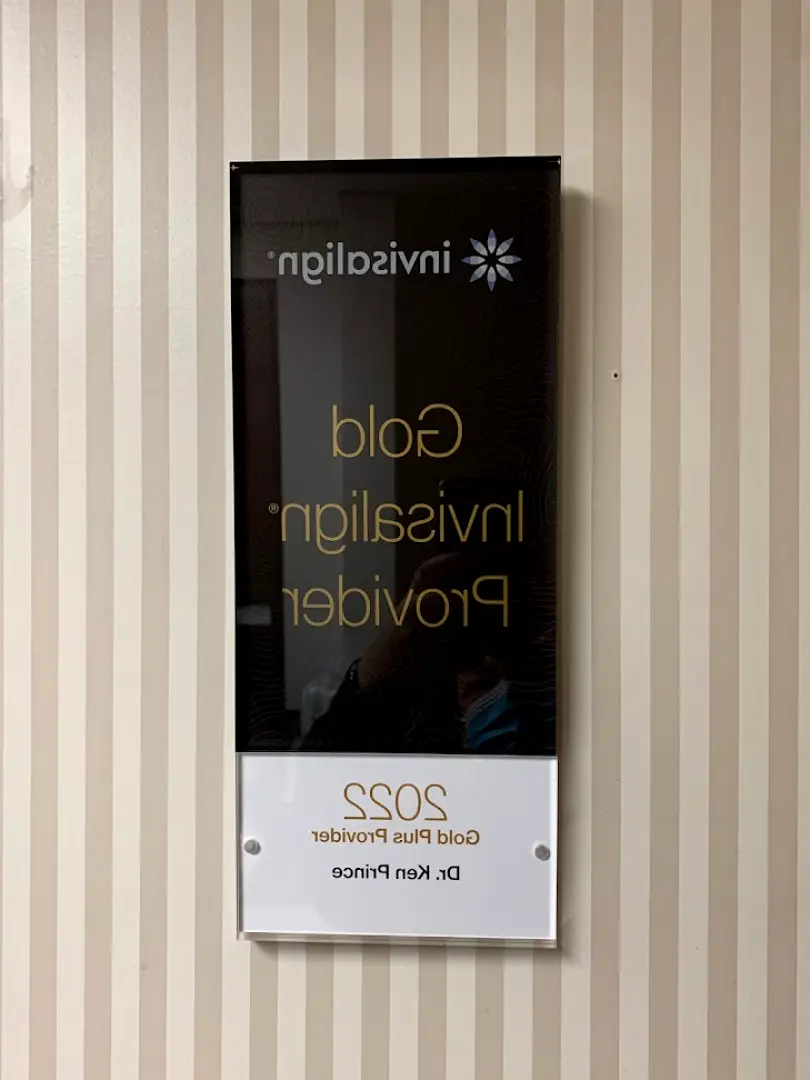 invisalign®
Gold
Invisalign®
Provider
2022
Gold Plus Provider
Dr. Ken Prince